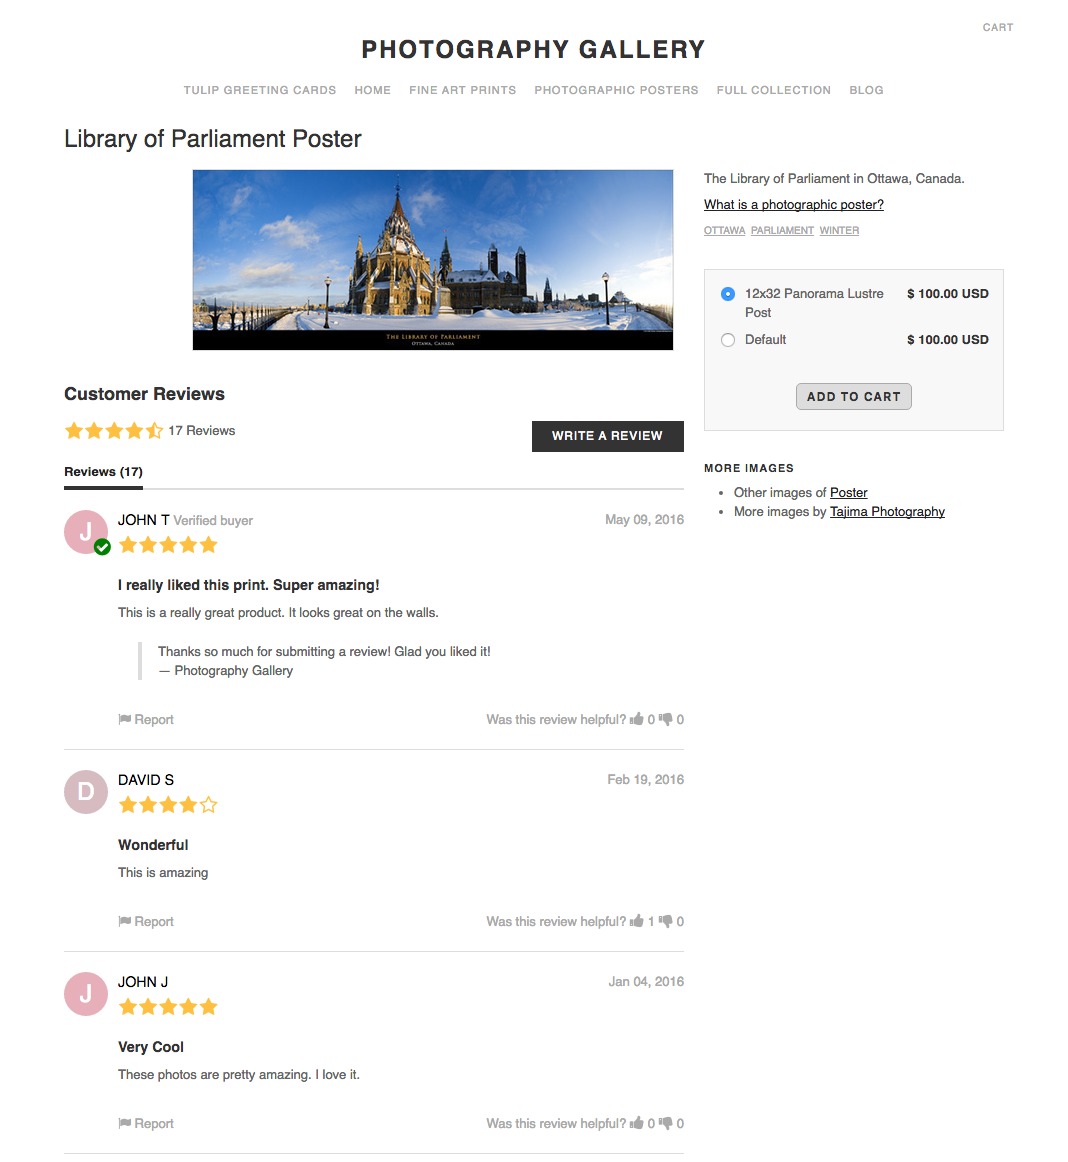 CART
PHOTOGRAPHY GALLERY
TULIP GREETING CARDS HOME FINE ART PRINTS PHOTOGRAPHIC POSTERS FULL COLLECTION BLOG
Library of Parliament Poster
THE LIBRARY OF PARLIAMENT
OTTAWA, CANADA
The Library of Parliament in Ottawa, Canada.
What is a photographic poster?
OTTAWA PARLIAMENT WINTER
12x32 Panorama Lustre $ 100.00 USD
Post
Default $ 100.00 USD
ADD TO CART
MORE IMAGES
Other images of Poster
More images by Tajima Photography
Customer Reviews
17 Reviews
WRITE A REVIEW
Reviews (17)
J
JOHN T Verified buyer May 09, 2016
I really liked this print. Super amazing!
This is a really great product. It looks great on the walls.
Thanks so much for submitting a review! Glad you liked it!
— Photography Gallery
Report Was this review helpful? 0 0
D
DAVID S Feb 19, 2016
Wonderful
This is amazing
Report Was this review helpful? 1 0
J
JOHN J Jan 04, 2016
Very Cool
These photos are pretty amazing. I love it.
Report Was this review helpful? 0 0